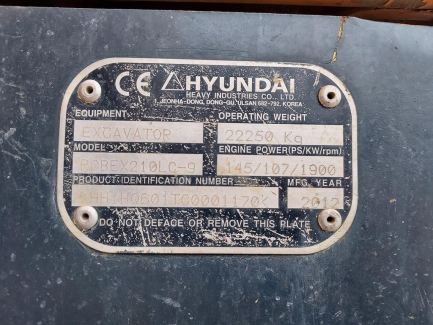 CE HYUNDAI
HEAVY INDUSTRIES CO., LTD.
1, JEONHA-DONG, DONG-GU, ULSAN 682-792, KOREA
EQUIPMENT OPERATING WEIGHT
EXCAVATOR 22250 Kg
MODEL ENGINE POWER(PS/KW/rpm)
145/107/1900
PRODUCT IDENTIFICATION NUMBER MFG. YEAR
2012
DO NOT DEFACE OR REMOVE THIS PLATE